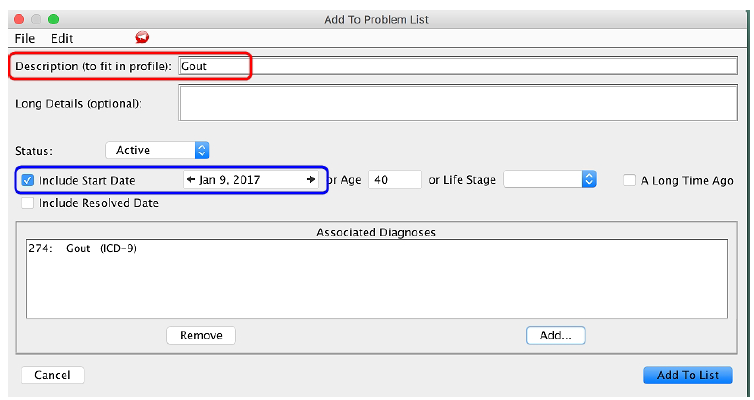 Add To Problem List
File Edit
Description (to fit in profile): Gout
Long Details (optional):
Status: Active
Include Start Date Jan 9, 2017 or Age 40 or Life Stage A Long Time Ago
Include Resolved Date
Associated Diagnoses
274: Gout (ICD-9)
Remove Add...
Cancel Add To List